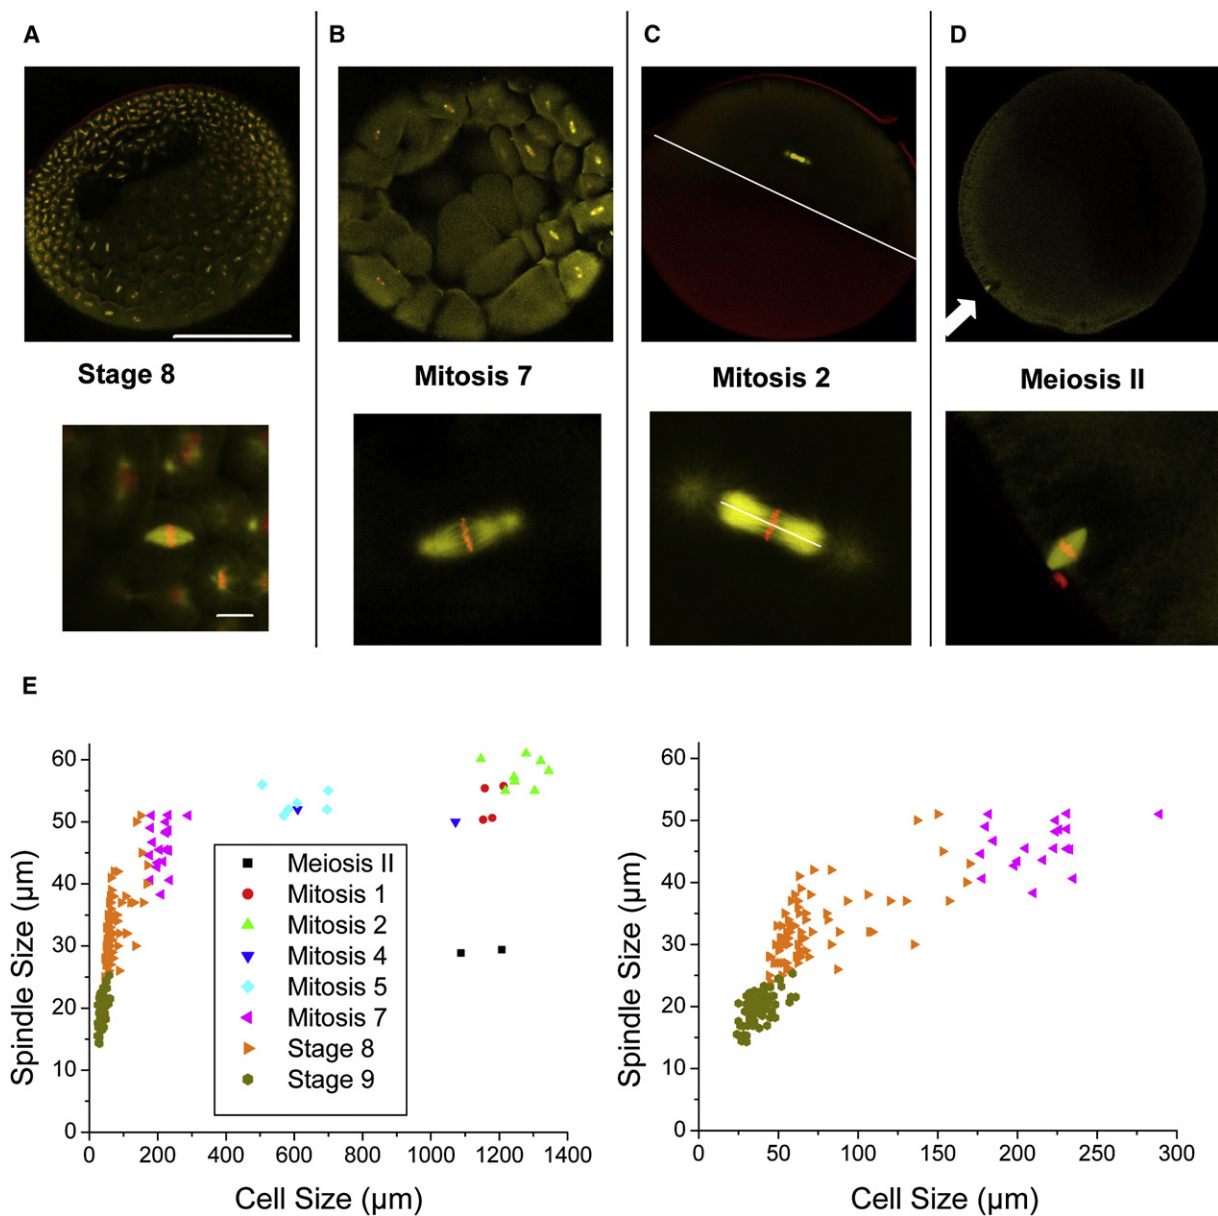 A
B
C
D
Stage 8
Mitosis 7
Mitosis 2
Meiosis II
E
60
50
40
30
20
10
0
Spindle Size (µm)
Meiosis II
Mitosis 1
Mitosis 2
Mitosis 4
Mitosis 5
Mitosis 7
Stage 8
Stage 9
0 200 400 600 800 1000 1200 1400
Cell Size (µm)
60
50
40
30
20
10
0
Spindle Size (µm)
0 50 100 150 200 250 300
Cell Size (µm)